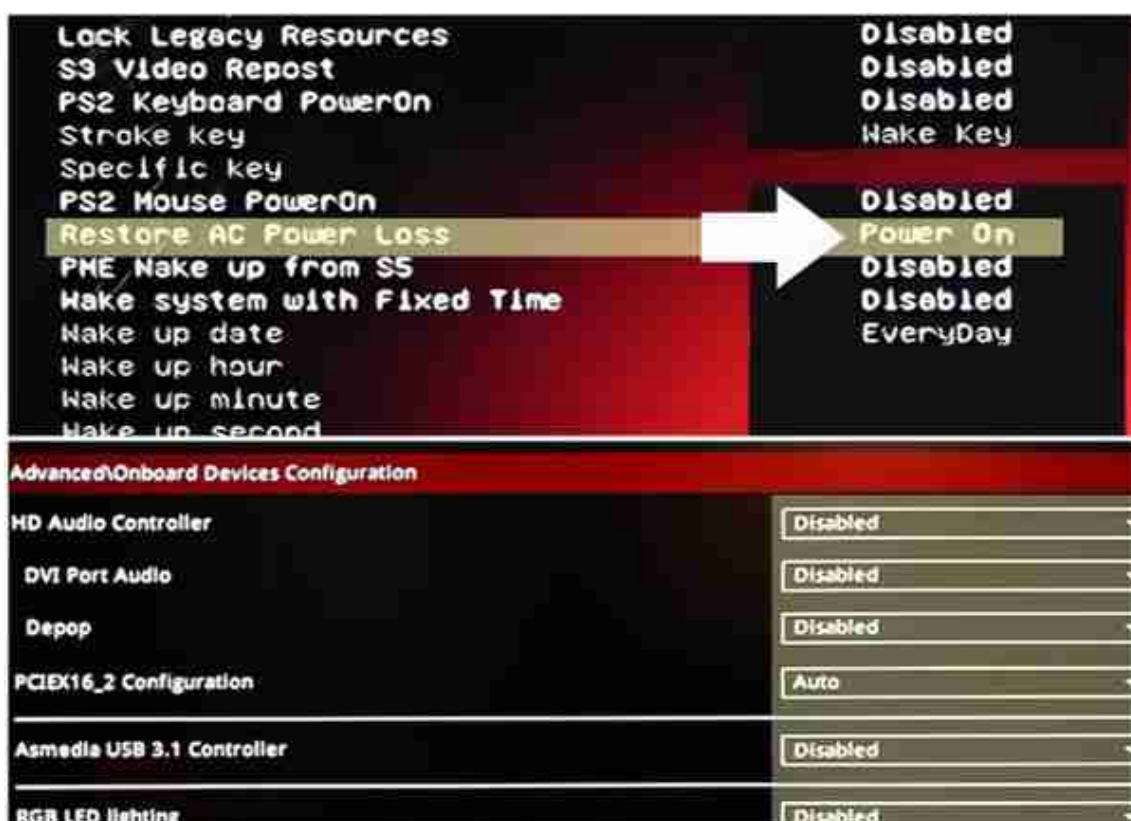 Lock Legacy Resources Disabled
S3 Video Repost Disabled
PS2 Keyboard PowerOn Disabled
Stroke key Wake Key
Specific key
PS2 Mouse PowerOn Disabled
Restore AC Power Loss Power On
PME Wake up from S5 Disabled
Wake system with Fixed Time Disabled
Wake up date EveryDay
Wake up hour
Wake up minute
Wake up second
Advanced\Onboard Devices Configuration
HD Audio Controller Disabled
DVI Port Audio Disabled
Depop Disabled
PCIEX16_2 Configuration Auto
Asmedia USB 3.1 Controller Disabled
RGB LED lighting Disabled